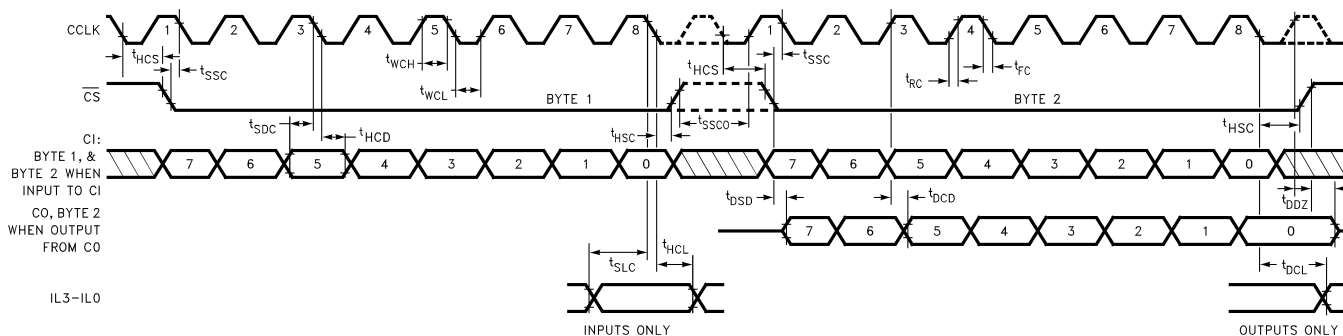 CCLK 1 2 3 4 5 6 7 8 1 2 3 4 5 6 7 8
tHCS tSSC tWCH tHCS tSSC tRC tFC
tWCL
CS BYTE 1 BYTE 2
tSDC tHCD tHSC tSSCO tHSC
CI:
BYTE 1, &
BYTE 2 WHEN
INPUT TO CI
7 6 5 4 3 2 1 0 7 6 5 4 3 2 1 0
tDSD tDCD tDDZ
CO, BYTE 2
WHEN OUTPUT
FROM CO
7 6 5 4 3 2 1 0
tSLC tHCL tDCL
IL3-IL0
INPUTS ONLY OUTPUTS ONLY